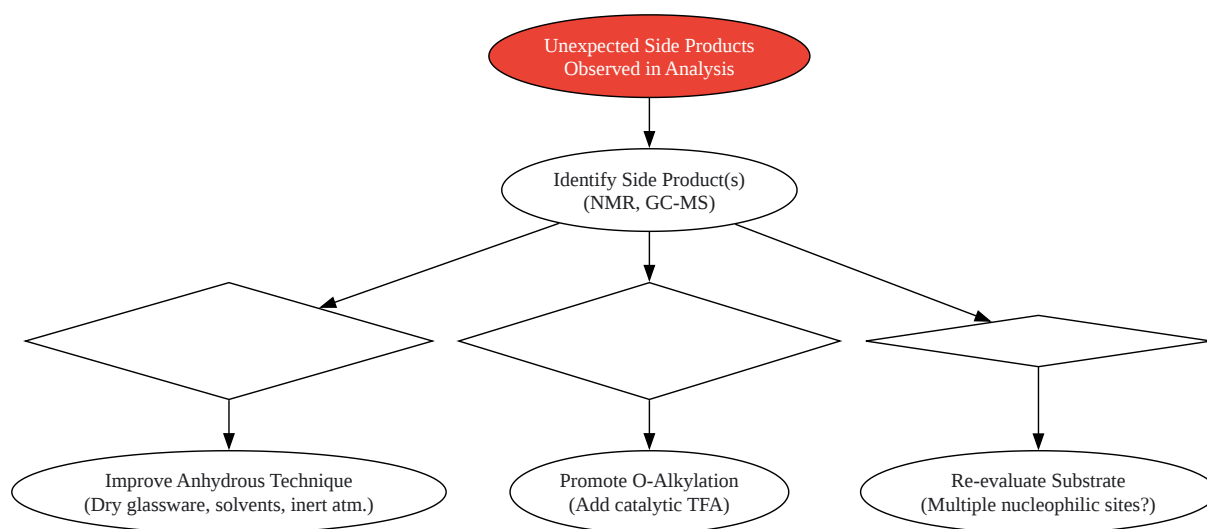 Unexpected Side Products
Observed in Analysis
Identify Side Product(s)
(NMR, GC-MS)
Improve Anhydrous Technique
(Dry glassware, solvents, inert atm.)
Promote O-Alkylation
(Add catalytic TFA)
Re-evaluate Substrate
(Multiple nucleophilic sites?)